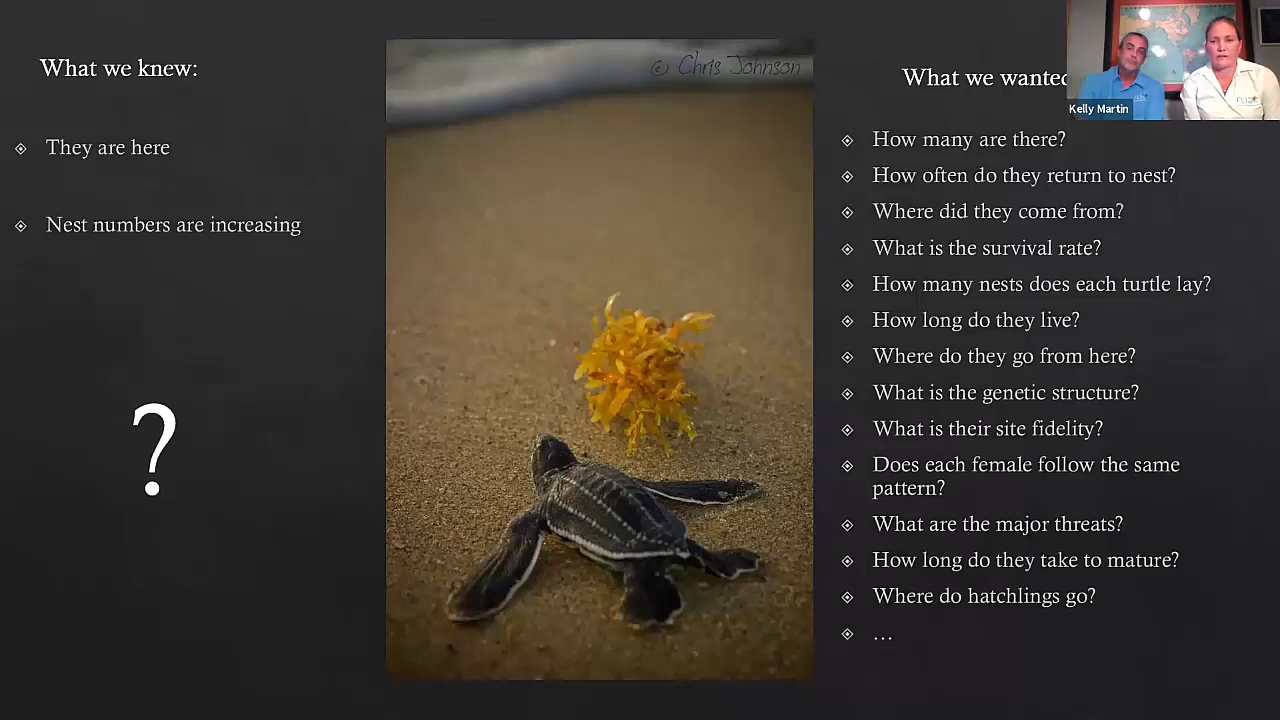 What we knew:
They are here
Nest numbers are increasing
?
© Chris Johnson
What we wanted
How many are there?
How often do they return to nest?
Where did they come from?
What is the survival rate?
How many nests does each turtle lay?
How long do they live?
Where do they go from here?
What is the genetic structure?
What is their site fidelity?
Does each female follow the same
pattern?
What are the major threats?
How long do they take to mature?
Where do hatchlings go?
...
Kelly Martin